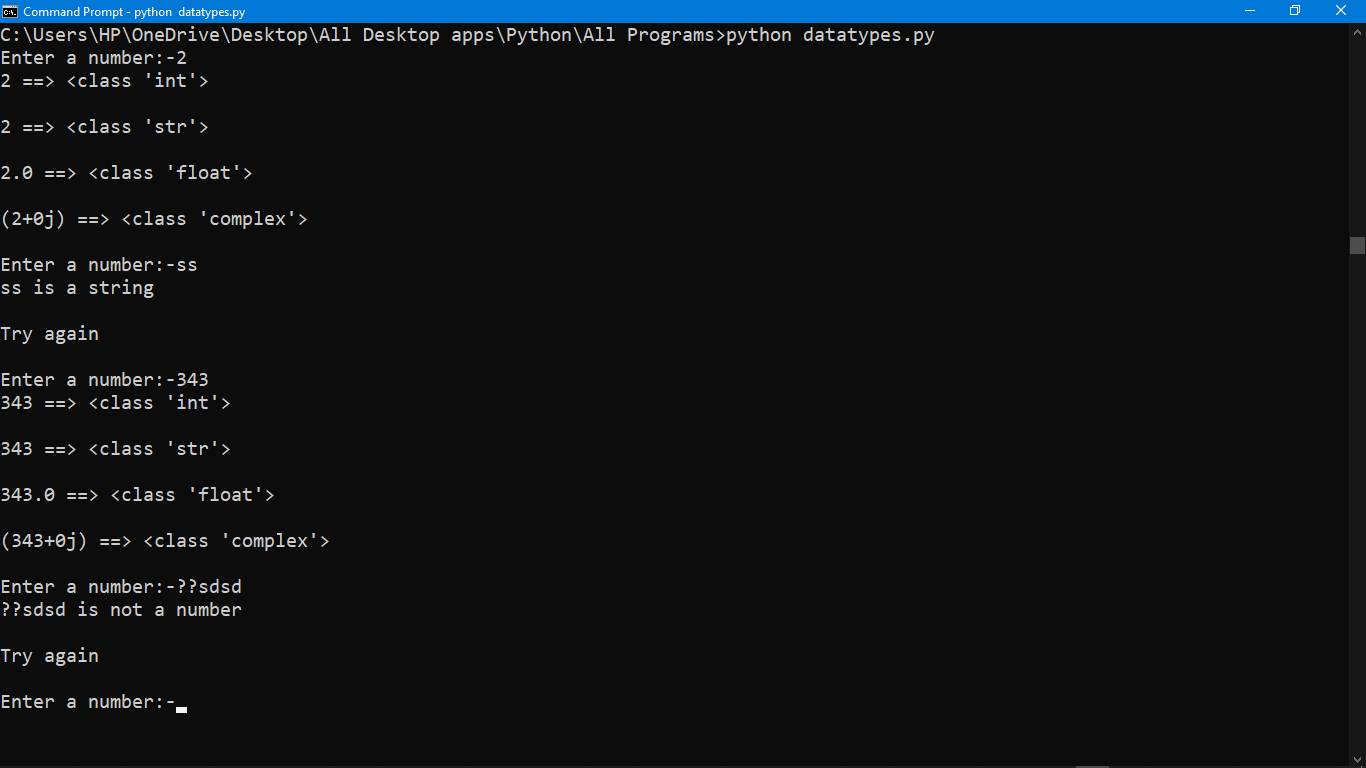 Command Prompt - python  datatypes.py
C:\Users\HP\OneDrive\Desktop\All Desktop apps\Python\All Programs>python datatypes.py
Enter a number:-2
2 ==> <class 'int'>
2 ==> <class 'str'>
2.0 ==> <class 'float'>
(2+0j) ==> <class 'complex'>
Enter a number:-ss
ss is a string
Try again
Enter a number:-343
343 ==> <class 'int'>
343 ==> <class 'str'>
343.0 ==> <class 'float'>
(343+0j) ==> <class 'complex'>
Enter a number:-??sdsd
??sdsd is not a number
Try again
Enter a number:-